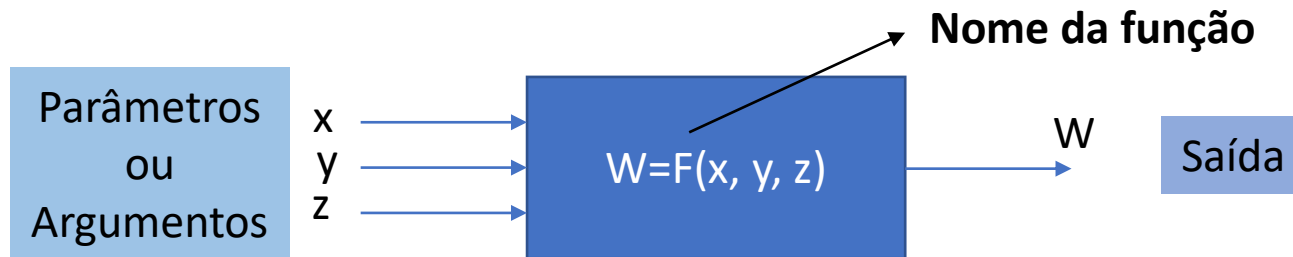 Nome da função
Parâmetros
ou
Argumentos
x
y
z
W=F(x, y, z)
W
Saída